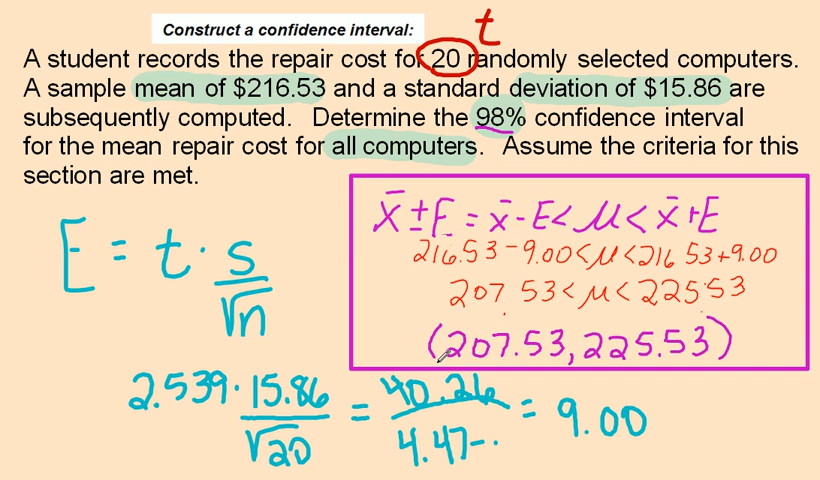 Construct a confidence interval:
t
A student records the repair cost for 20 randomly selected computers.
A sample mean of $216.53 and a standard deviation of $15.86 are
subsequently computed. Determine the 98% confidence interval
for the mean repair cost for all computers. Assume the criteria for this
section are met.
x̄ ± E = x̄ - E < μ < x̄ + E
216.53 - 9.00 < μ < 216 53 + 9.00
207 53 < μ < 225.53
(207.53, 225.53)
E = t · s/√n
2.539 · 15.86/√20 = 40.26/4.47-.. = 9.00